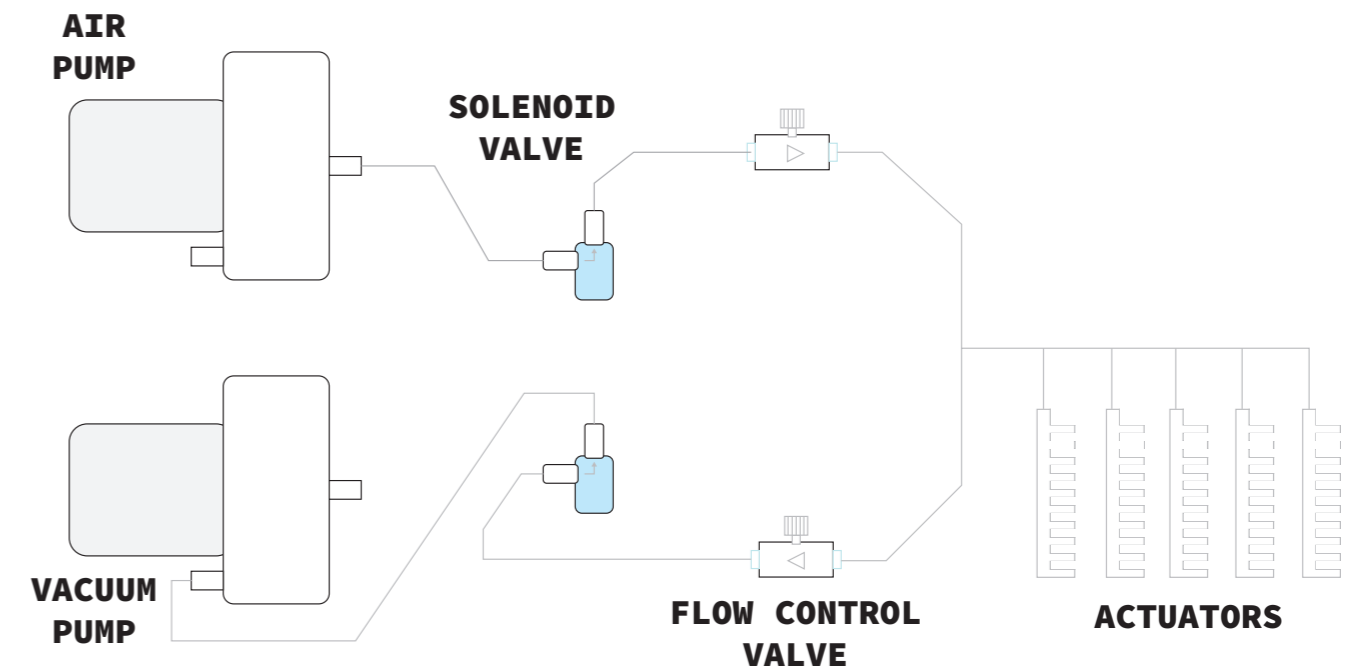 AIR
PUMP
SOLENOID
VALVE
VACUUM
PUMP
FLOW CONTROL
VALVE
ACTUATORS